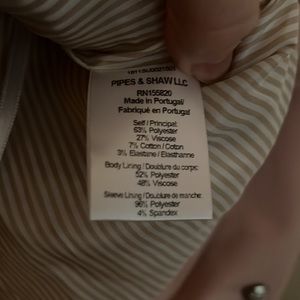 PIPES & SHAW LLC
RN155820
Made in Portugal/
Fabriqué en Portugal
Self / Principal:
63% Polyester
27% Viscose
7% Cotton / Coton
3% Elastane / Elasthanne
Body Lining / Doublure du corps:
52% Polyester
48% Viscose
Sleeve Lining / Doublure de manche:
96% Polyester
4% Spandex